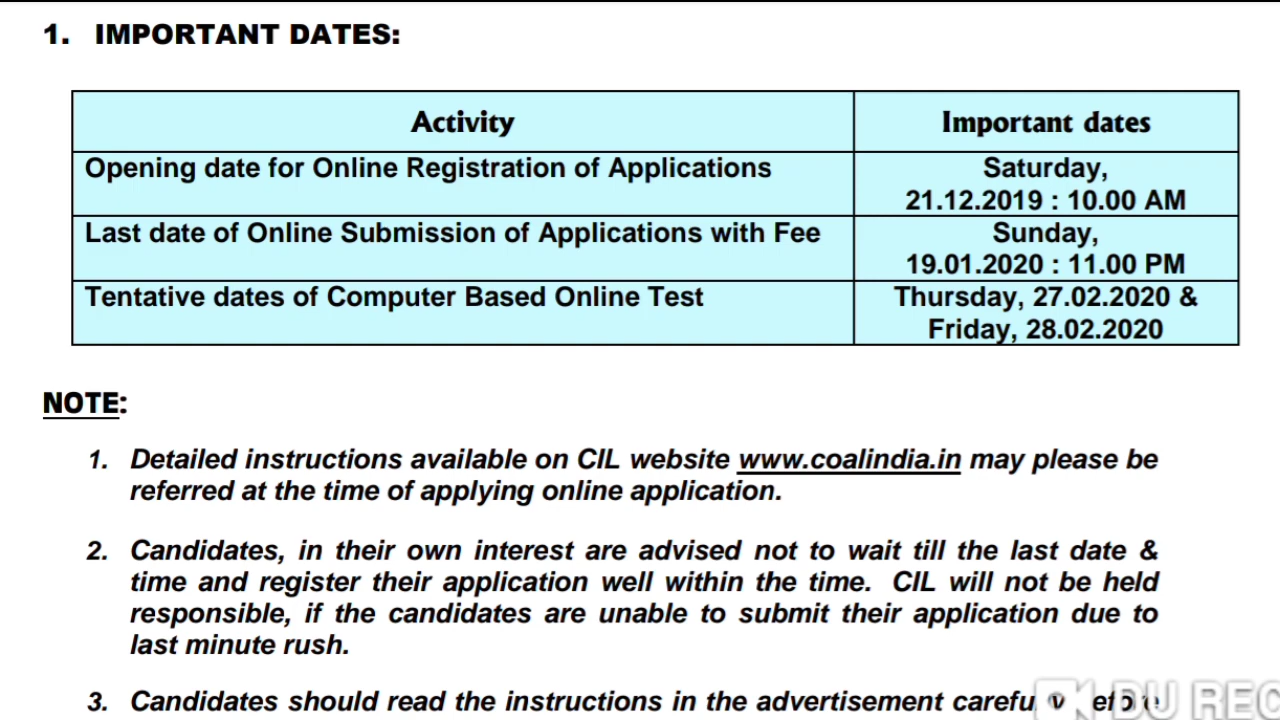 1. IMPORTANT DATES:
Activity
Important dates
Opening date for Online Registration of Applications
Saturday,
21.12.2019 : 10.00 AM
Last date of Online Submission of Applications with Fee
Sunday,
19.01.2020 : 11.00 PM
Tentative dates of Computer Based Online Test
Thursday, 27.02.2020 &
Friday, 28.02.2020
NOTE:
1. Detailed instructions available on CIL website www.coalindia.in may please be
referred at the time of applying online application.
2. Candidates, in their own interest are advised not to wait till the last date &
time and register their application well within the time. CIL will not be held
responsible, if the candidates are unable to submit their application due to
last minute rush.
3. Candidates should read the instructions in the advertisement
DU REC